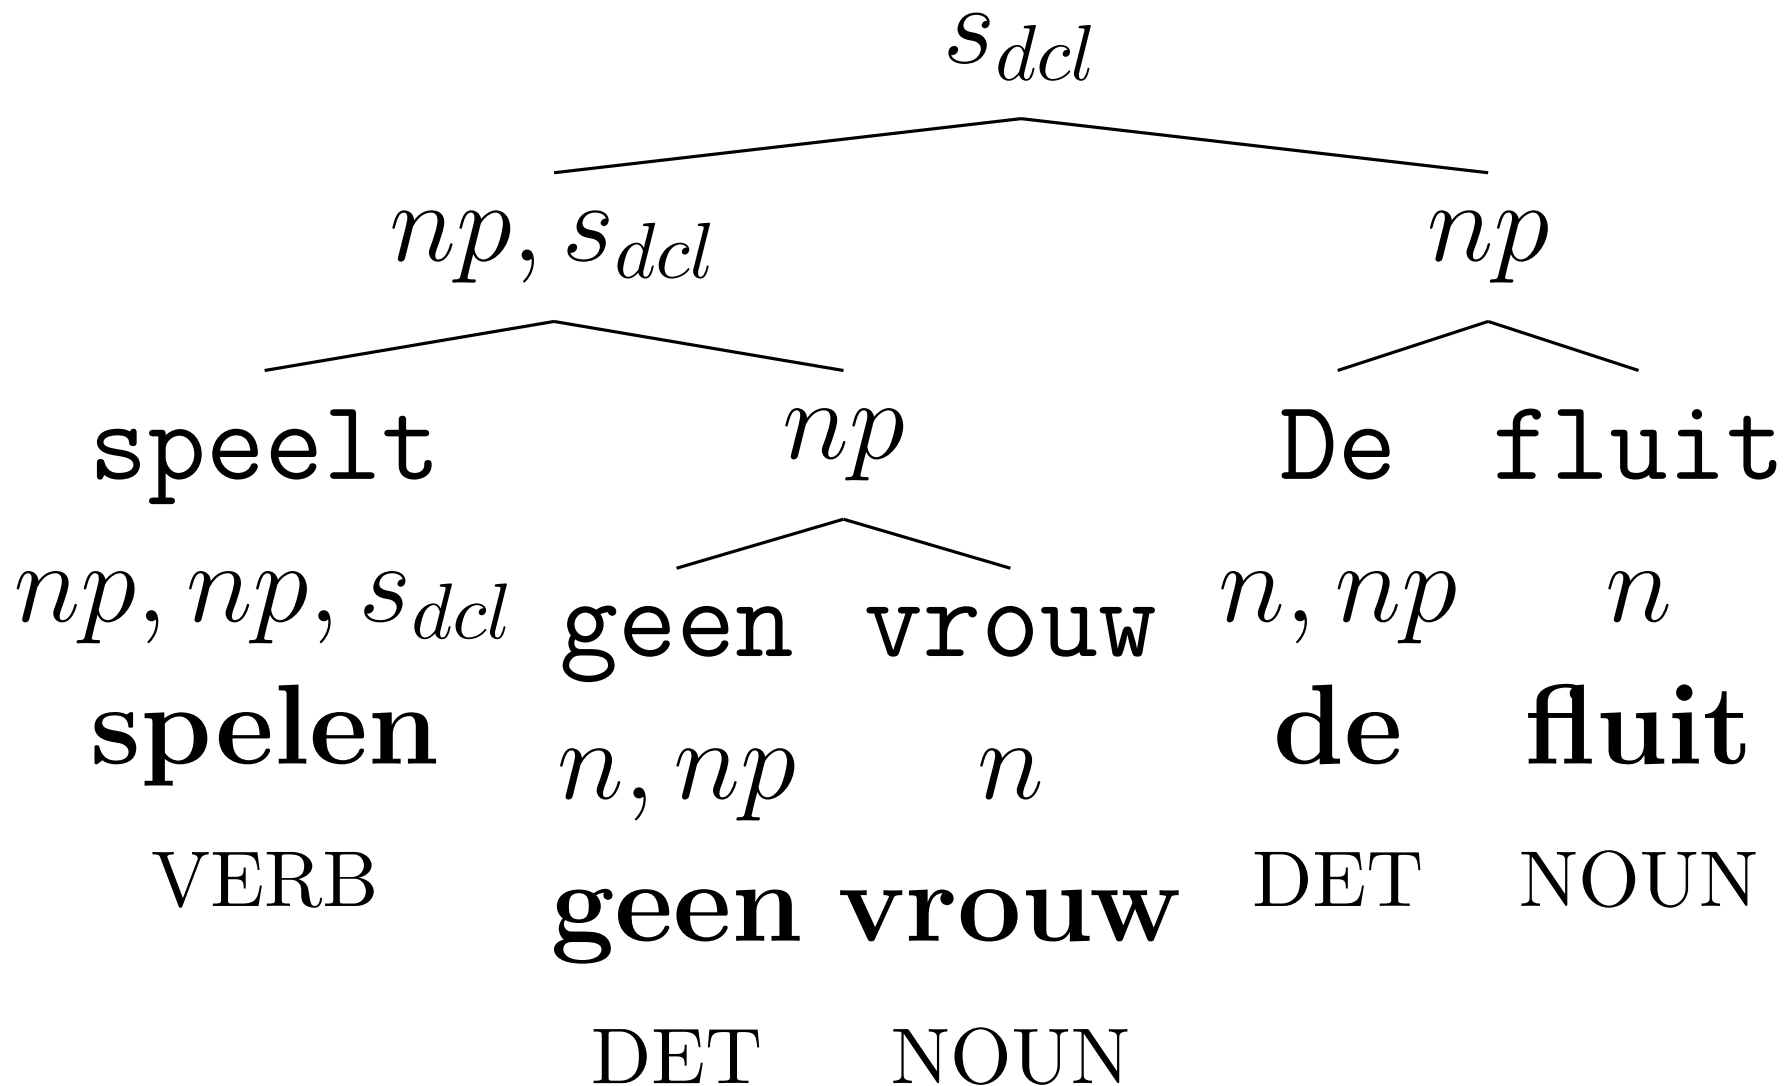 s_dcl
np, s_dcl np
speelt np De fluit
np, np, s_dcl geen vrouw n, np n
spelen n, np n de fluit
VERB geen vrouw DET NOUN
DET NOUN